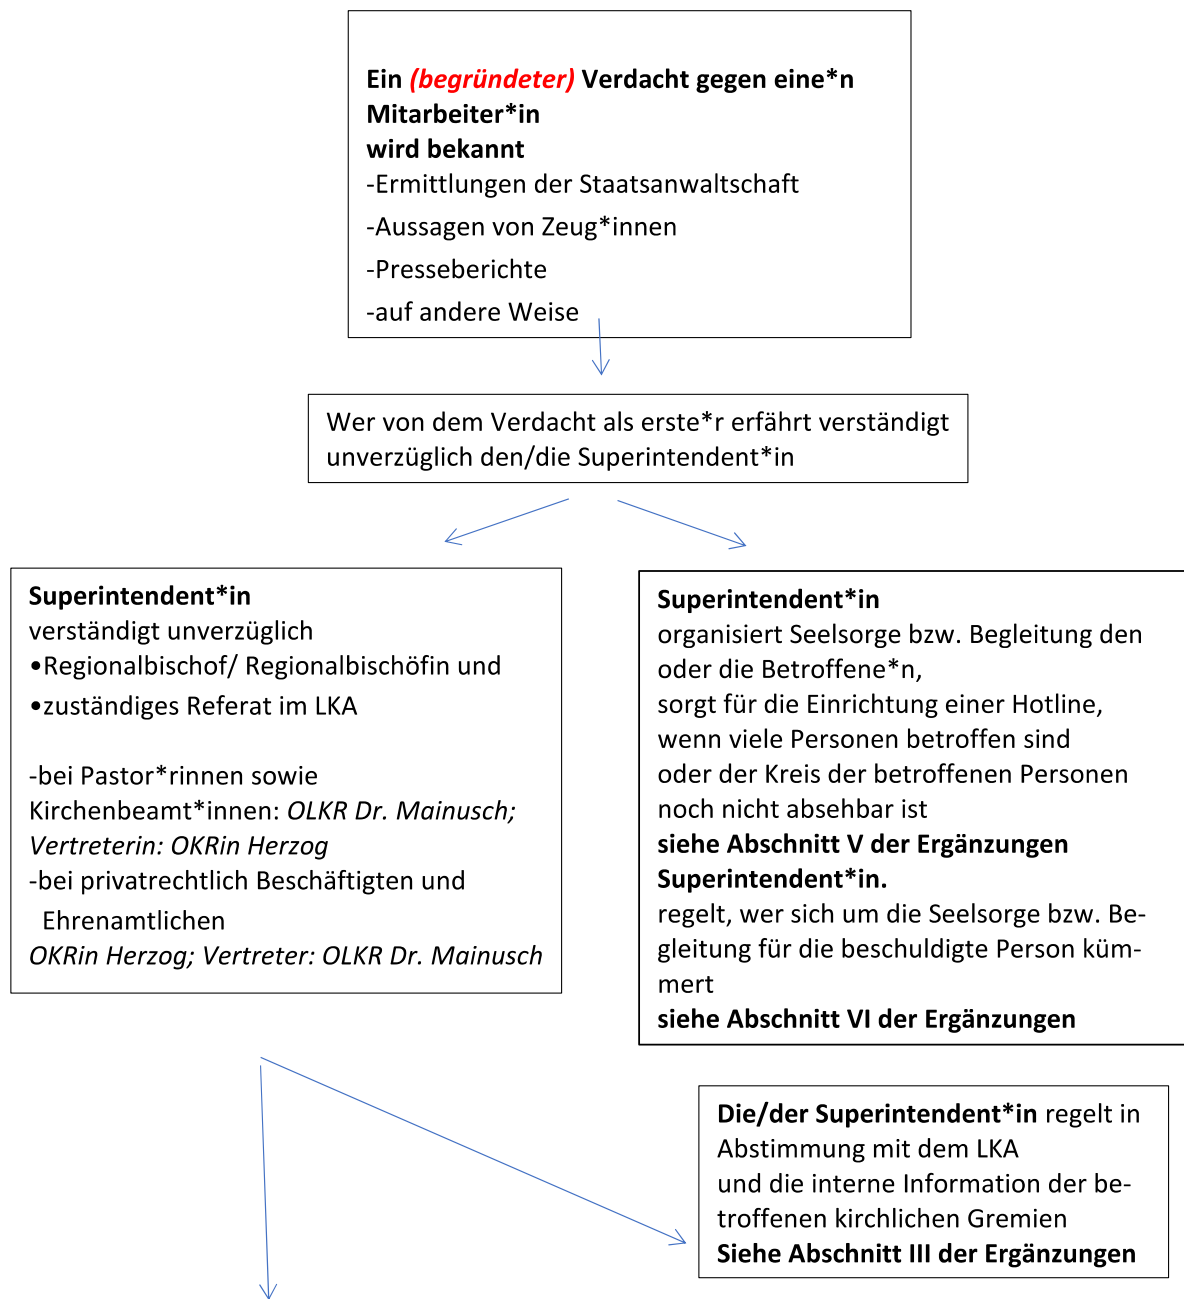 Ein (begründeter) Verdacht gegen eine*n
Mitarbeiter*in
wird bekannt
-Ermittlungen der Staatsanwaltschaft
-Aussagen von Zeug*innen
-Presseberichte
-auf andere Weise
Wer von dem Verdacht als erste*r erfährt verständigt
unverzüglich den/die Superintendent*in
Superintendent*in
verständigt unverzüglich
•Regionalbischof/ Regionalbischöfin und
•zuständiges Referat im LKA
-bei Pastor*rinnen sowie
Kirchenbeamt*innen: OLKR Dr. Mainusch;
Vertreterin: OKRin Herzog
-bei privatrechtlich Beschäftigten und
Ehrenamtlichen
OKRin Herzog; Vertreter: OLKR Dr. Mainusch
Superintendent*in
organisiert Seelsorge bzw. Begleitung den
oder die Betroffene*n,
sorgt für die Einrichtung einer Hotline,
wenn viele Personen betroffen sind
oder der Kreis der betroffenen Personen
noch nicht absehbar ist
siehe Abschnitt V der Ergänzungen
Superintendent*in.
regelt, wer sich um die Seelsorge bzw. Be-
gleitung für die beschuldigte Person küm-
mert
siehe Abschnitt VI der Ergänzungen
Die/der Superintendent*in regelt in
Abstimmung mit dem LKA
und die interne Information der be-
troffenen kirchlichen Gremien
Siehe Abschnitt III der Ergänzungen